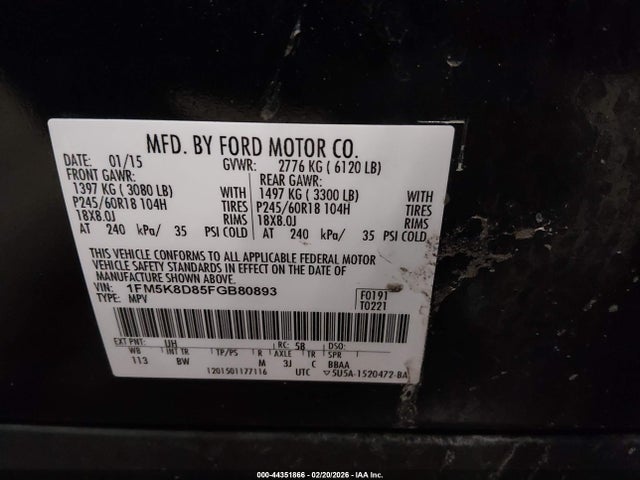 MFD. BY FORD MOTOR CO.
DATE: 01/15 GVWR: 2776 KG ( 6120 LB)
FRONT GAWR: REAR GAWR:
1397 KG ( 3080 LB) WITH 1497 KG ( 3300 LB) WITH
P245/60R18 104H TIRES P245/60R18 104H TIRES
18X8.0J RIMS 18X8.0J RIMS
AT 240 kPa/ 35 PSI COLD AT 240 kPa/ 35 PSI COLD
THIS VEHICLE CONFORMS TO ALL APPLICABLE FEDERAL MOTOR
VEHICLE SAFETY STANDARDS IN EFFECT ON THE DATE OF
MANUFACTURE SHOWN ABOVE.
VIN: 1FM5K8D85FGB80893 F0191
TYPE: MPV T0221
EXT PNT: UH RC: 58 DSO:
WB INT TR TP/PS R AXLE TR SPR
113 BW M 3J C BBAA
1201501177116 UTC ▽5U5A-1520472-BA
000-44351866 - 02/20/2026 - IAA Inc.